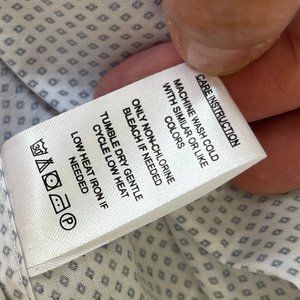 CARE INSTRUCTION
MACHINE WASH COLD
WITH SIMILAR OR LIKE
COLORS
ONLY NON-CHLORINE
BLEACH IF NEEDED
TUMBLE DRY GENTLE
CYCLE LOW HEAT
LOW HEAT IRON IF
NEEDED
30
P